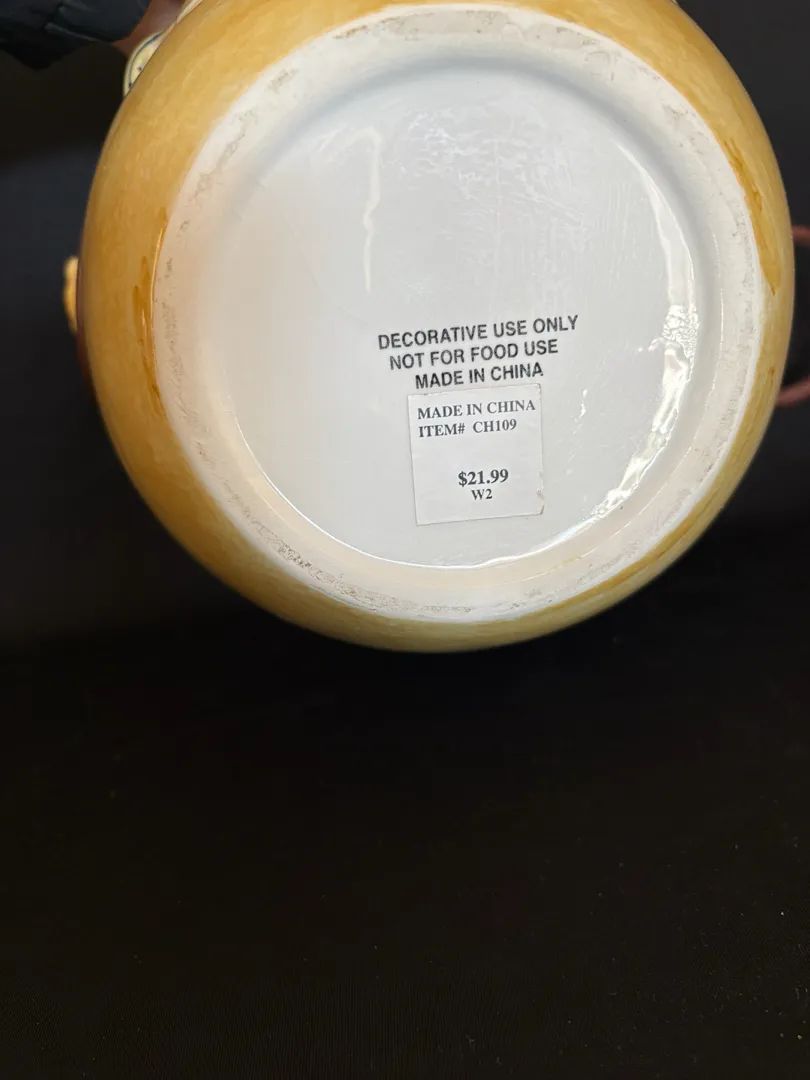 DECORATIVE USE ONLY
NOT FOR FOOD USE
MADE IN CHINA
MADE IN CHINA
ITEM# CH109
$21.99
W2